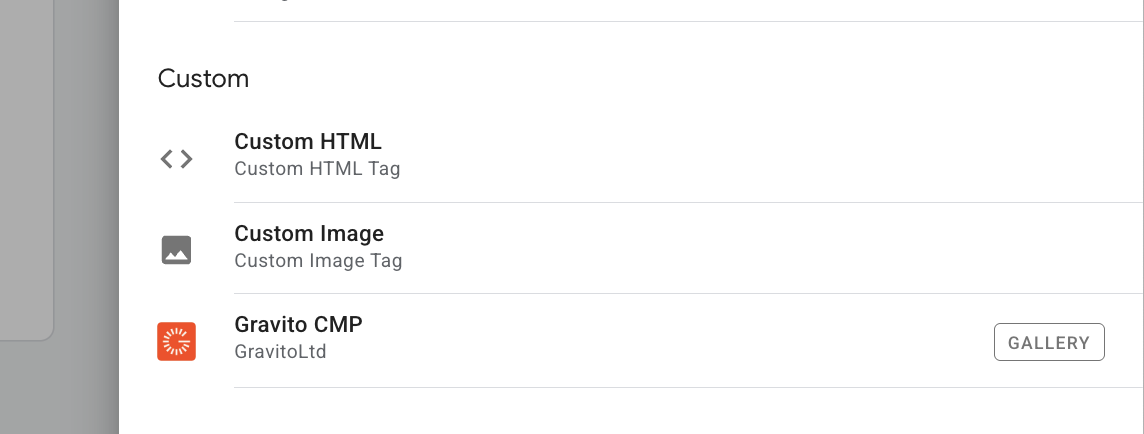 Custom
Custom HTML
Custom HTML Tag
Custom Image
Custom Image Tag
Gravito CMP
GravitoLtd
GALLERY